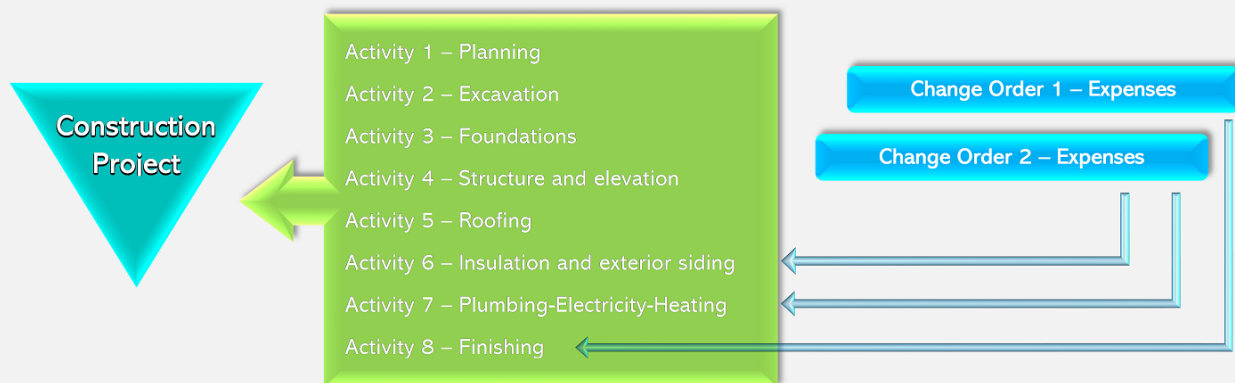 Construction
Project
Activity 1 – Planning
Activity 2 – Excavation
Activity 3 – Foundations
Activity 4 – Structure and elevation
Activity 5 – Roofing
Activity 6 – Insulation and exterior siding
Activity 7 – Plumbing-Electricity-Heating
Activity 8 – Finishing
Change Order 1 – Expenses
Change Order 2 – Expenses